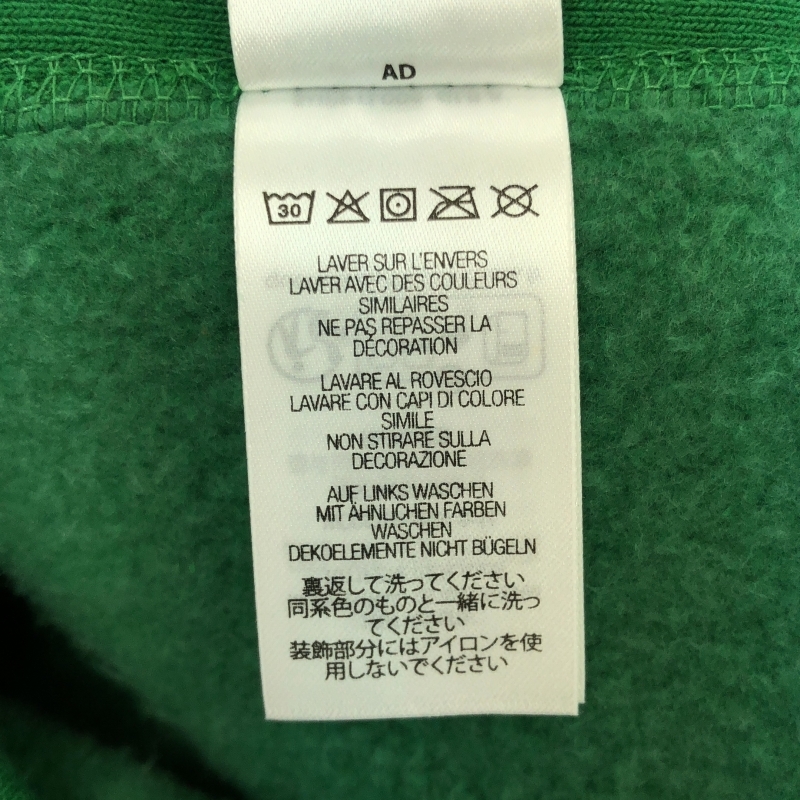 AD
30
LAVER SUR L'ENVERS
LAVER AVEC DES COULEURS
SIMILAIRES
NE PAS REPASSER LA
DÉCORATION
LAVARE AL ROVESCIO
LAVARE CON CAPI DI COLORE
SIMILE
NON STIRARE SULLA
DECORAZIONE
AUF LINKS WASCHEN
MIT ÄHNLICHEN FARBEN
WASCHEN
DEKOELEMENTE NICHT BÜGELN
裏返して洗ってください
同系色のものと一緒に洗っ
てください
装飾部分にはアイロンを使
用しないでください